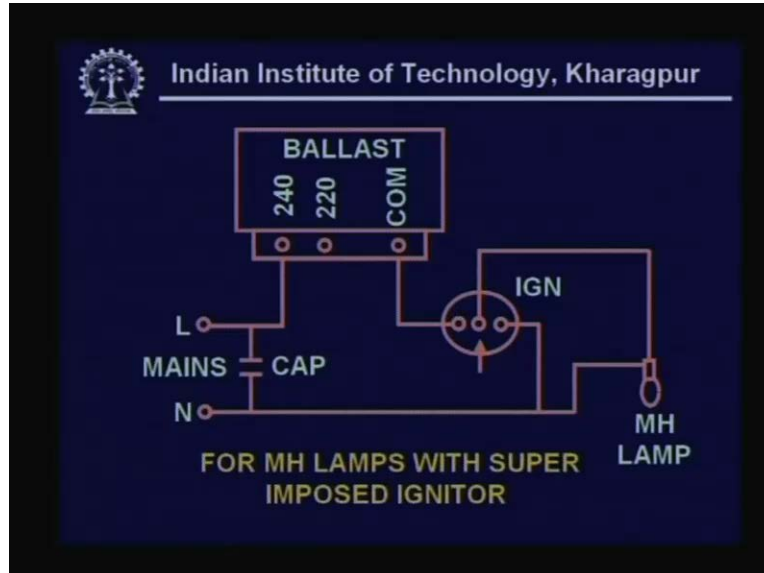 Indian Institute of Technology, Kharagpur
BALLAST
240 220 COM
IGN
L
MAINS CAP
N
MH
LAMP
FOR MH LAMPS WITH SUPER
IMPOSED IGNITOR